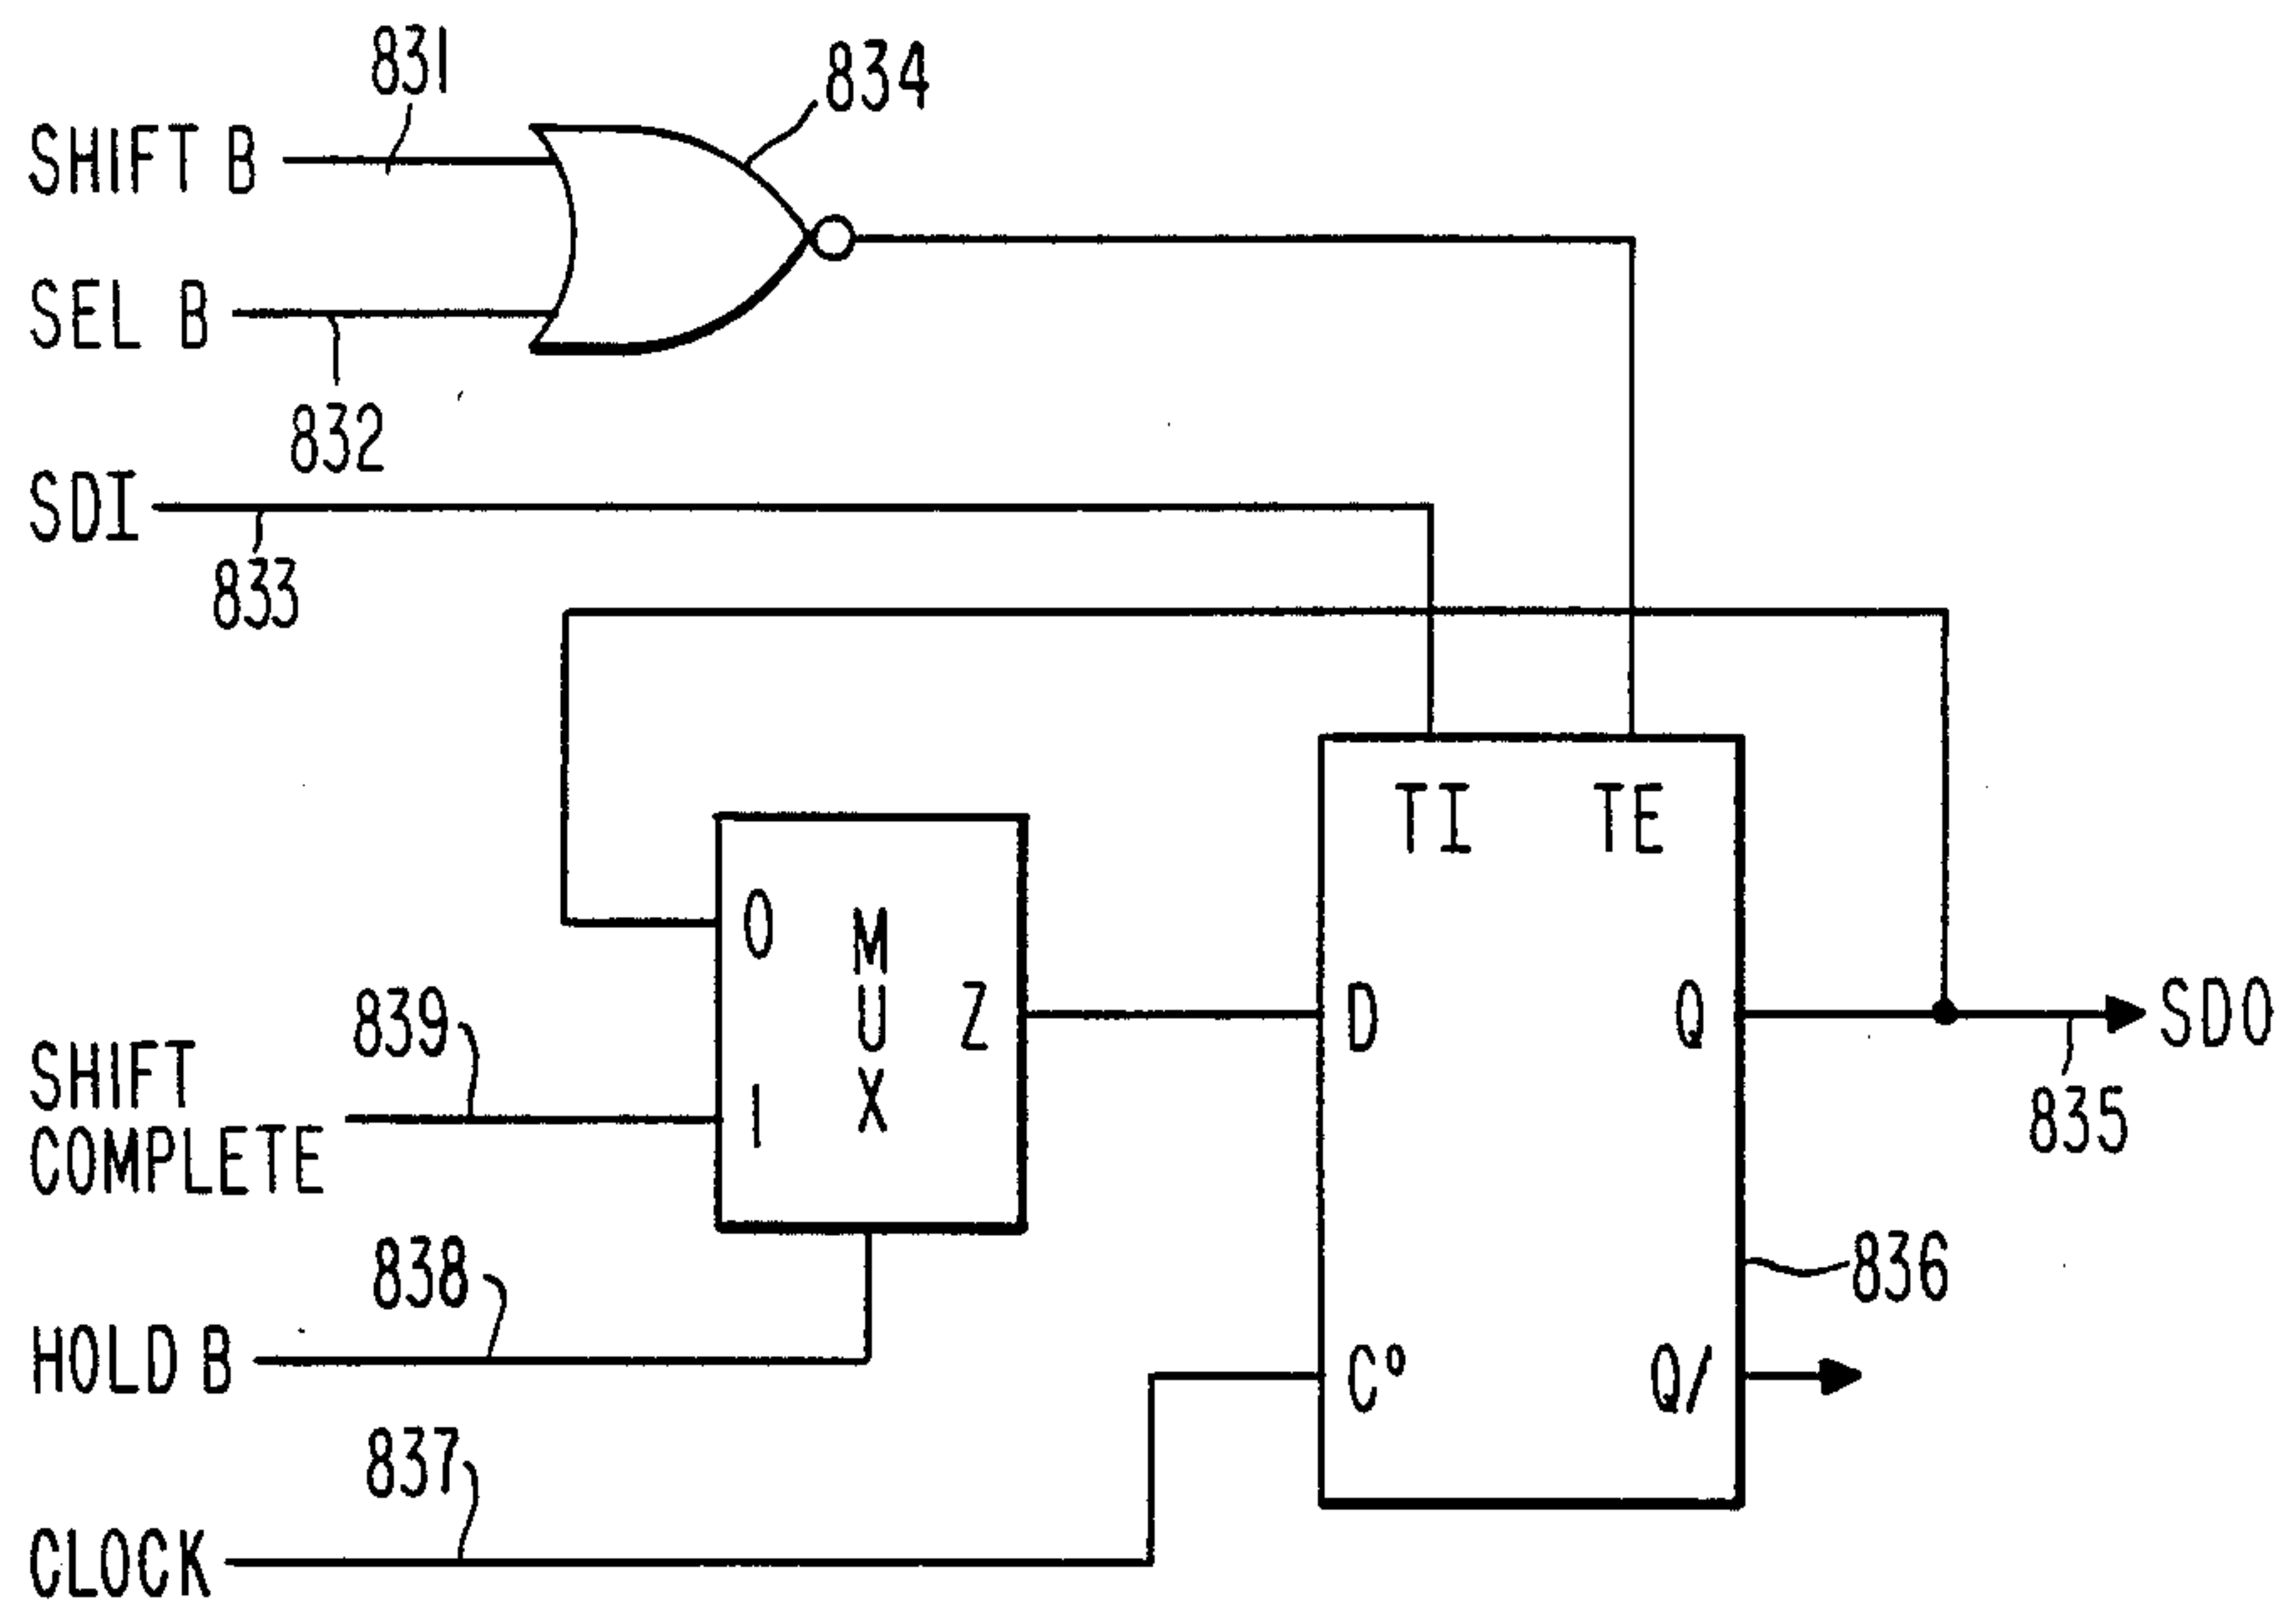 831
834
SHIFT B
SEL B
832
SDI
833
TI TE
0
MUX
Z
D
Q
SDO
839
SHIFT
COMPLETE
1
835
838
836
HOLD B
C°
Q/
837
CLOCK